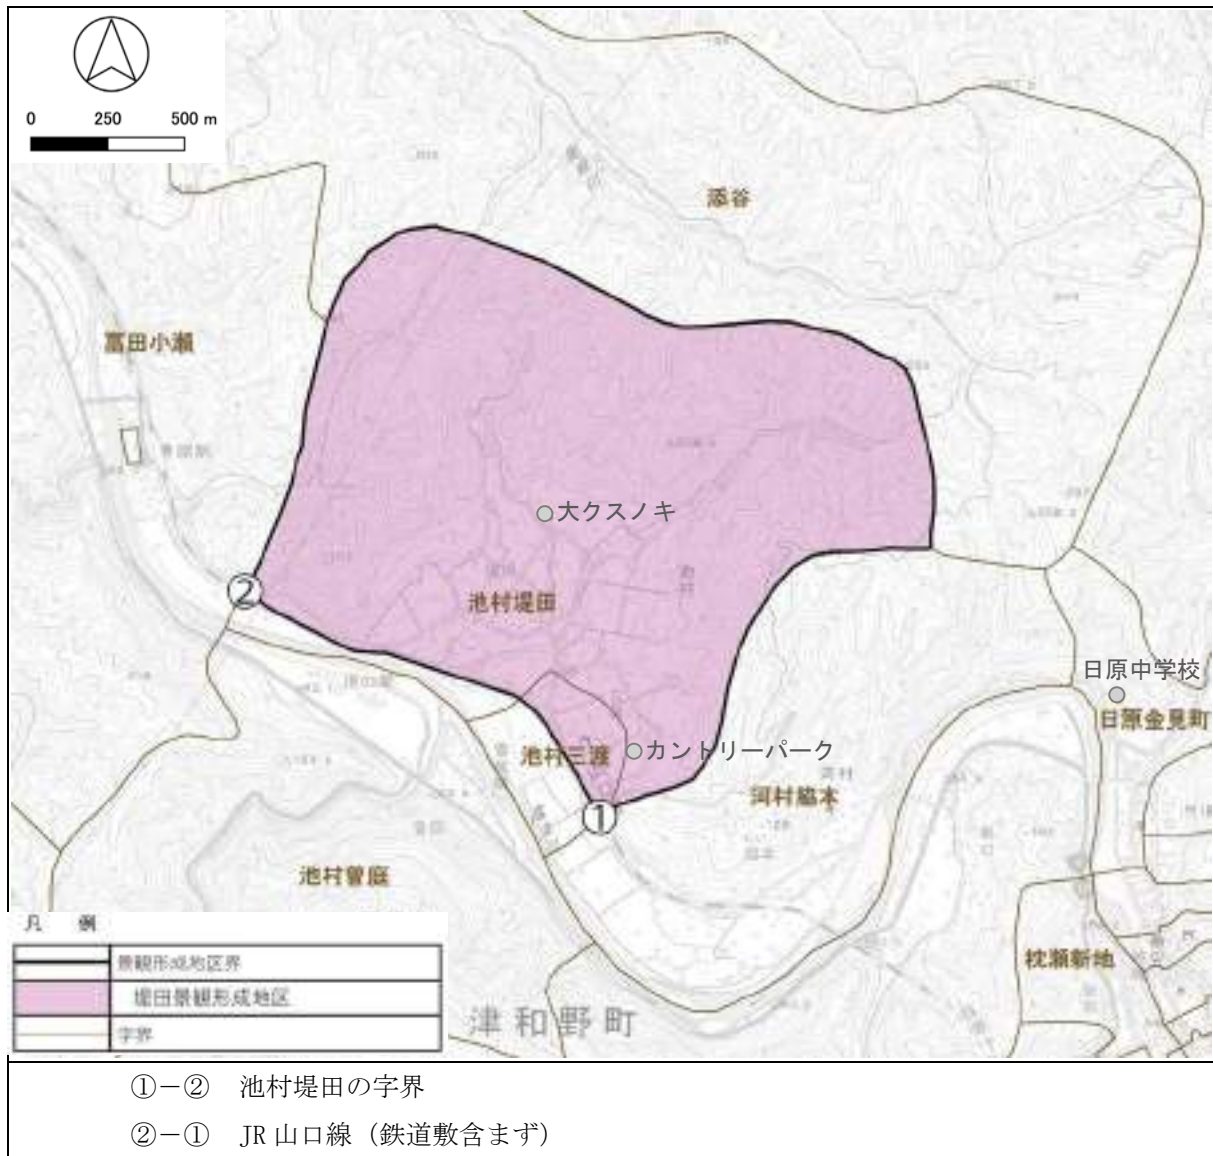 0 250 500 m
添谷
富田小瀬
大クスノキ
②
池村堤田
日原中学校
日原金見町
池村三渡
カントリーパーク
河村脇本
①
池村曽庭
枕瀬新地
津和野町
凡 例
景観形成地区界
堤田景観形成地区
字界
①－② 池村堤田の字界
②－① JR 山口線（鉄道敷含まず）